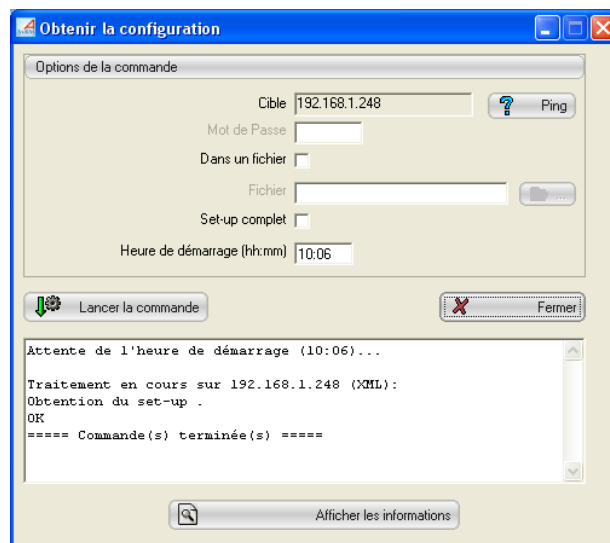 Obtenir la configuration
Options de la commande
Cible 192.168.1.248 Ping
Mot de Passe
Dans un fichier
Fichier ...
Set-up complet
Heure de démarrage (hh:mm) 10:06
Lancer la commande Fermer
Attente de l'heure de démarrage (10:06)...
Traitement en cours sur 192.168.1.248 (XML):
Obtention du set-up .
OK
===== Commande(s) terminée(s) =====
Afficher les informations